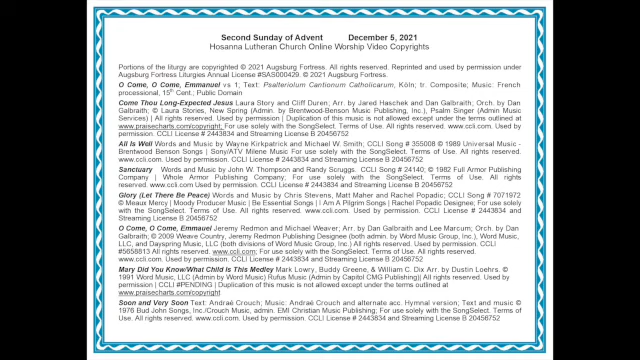 Second Sunday of Advent December 5, 2021
Hosanna Lutheran Church Online Worship Video Copyrights
Portions of the liturgy are copyrighted © 2021 Augsburg Fortress. All rights reserved. Reprinted and used by permission under
Augsburg Fortress Liturgies Annual License #SAS000429. © 2021 Augsburg Fortress.
O Come, O Come, Emmanuel vs 1; Text: Psalteriolum Cantionum Catholicarum, Köln; tr. Composite; Music: French
processional, 15th Cent.; Public Domain
Come Thou Long-Expected Jesus Laura Story and Cliff Duren; Arr. by Jared Haschek and Dan Galbraith; Orch. by Dan
Galbraith; © Laura Stories, New Spring (Admin. by Brentwood-Benson Music Publishing, Inc.), Psalm Singer (Admin Music
Services) | All rights reserved. Used by permission | Duplication of this music is not allowed except under the terms outlined at
www.praisecharts.com/copyright; For use solely with the SongSelect. Terms of Use. All rights reserved. www.ccli.com. Used by
permission. CCLI License # 2443834 and Streaming License B 20456752
All Is Well Words and Music by Wayne Kirkpatrick and Michael W. Smith; CCLI Song # 355008 © 1989 Universal Music -
Brentwood Benson Songs | Sony/ATV Milene Music For use solely with the SongSelect. Terms of Use. All rights reserved.
www.ccli.com. Used by permission. CCLI License # 2443834 and Streaming License B 20456752
Sanctuary Words and Music by John W. Thompson and Randy Scruggs. CCLI Song # 24140; © 1982 Full Armor Publishing
Company | Whole Armor Publishing Company; For use solely with the SongSelect. Terms of Use. All rights
reserved. www.ccli.com Used by permission. CCLI License # 2443834 and Streaming License B 20456752
Glory (Let There Be Peace) Words and Music by Chris Stevens, Matt Maher and Rachel Popadic; CCLI Song # 7071972
© Meaux Mercy | Moody Producer Music | Be Essential Songs | I Am A Pilgrim Songs | Rachel Popadic Designee; For use solely
with the SongSelect. Terms of Use. All rights reserved. www.ccli.com. Used by permission. CCLI License # 2443834 and
Streaming License B 20456752
O Come, O Come, Emmanuel Jeremy Redmon and Michael Weaver; Arr. by Dan Galbraith and Lee Marcum; Orch. by Dan
Galbraith, © 2009 Weave Country, Jeremy Redmon Publishing Designee (both admin. by Word Music Group, Inc.), Word Music,
LLC, and Dayspring Music, LLC (both divisions of Word Music Group, Inc.) All rights reserved. Used by permission. CCLI
#5658813 All rights reserved. www.ccli.com; For use solely with the SongSelect. Terms of Use. All rights reserved.
www.ccli.com. Used by permission. CCLI License # 2443834 and Streaming License B 20456752
Mary Did You Know/What Child Is This Medley Mark Lowry, Buddy Greene, & William C. Dix Arr. by Dustin Loehrs. ©
1991 Word Music, LLC (Admin by Word Music) Rufus Music (Admin by Capitol CMG Publishing)| All rights reserved. Used by
permission | CCLI #PENDING | Duplication of this music is not allowed except under the terms outlined at
www.praisecharts.com/copyright
Soon and Very Soon Text: Andraé Crouch; Music: Andraé Crouch and alternate acc. Hymnal version; Text and music ©
1976 Bud John Songs, Inc./Crouch Music, admin. EMI Christian Music Publishing; For use solely with the SongSelect. Terms of
Use. All rights reserved. www.ccli.com. Used by permission. CCLI License # 2443834 and Streaming License B 20456752